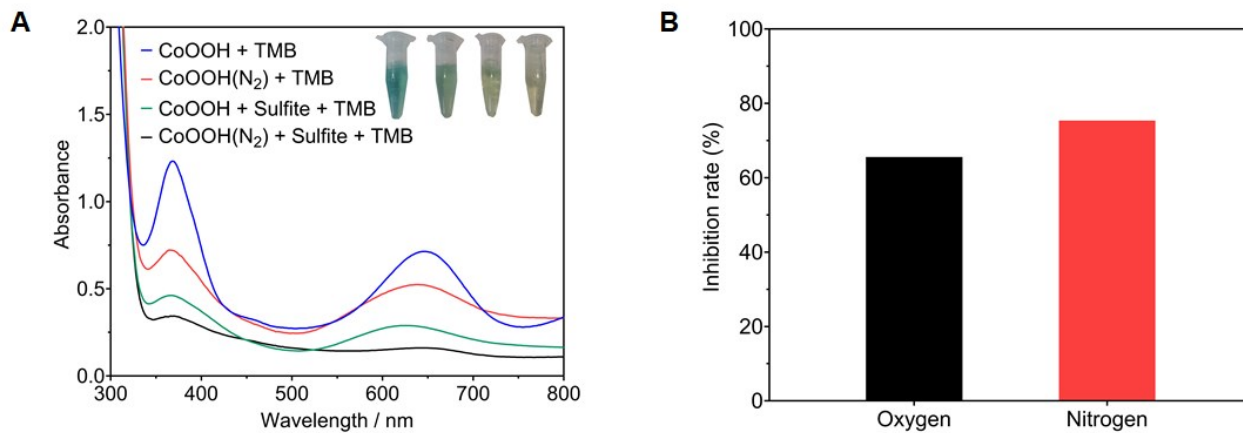 A
2.0
1.5
1.0
0.5
0.0
Absorbance
CoOOH + TMB
CoOOH(N₂) + TMB
CoOOH + Sulfite + TMB
CoOOH(N₂) + Sulfite + TMB
300 400 500 600 700 800
Wavelength / nm
B
100
80
60
40
20
0
Inhibition rate (%)
Oxygen Nitrogen